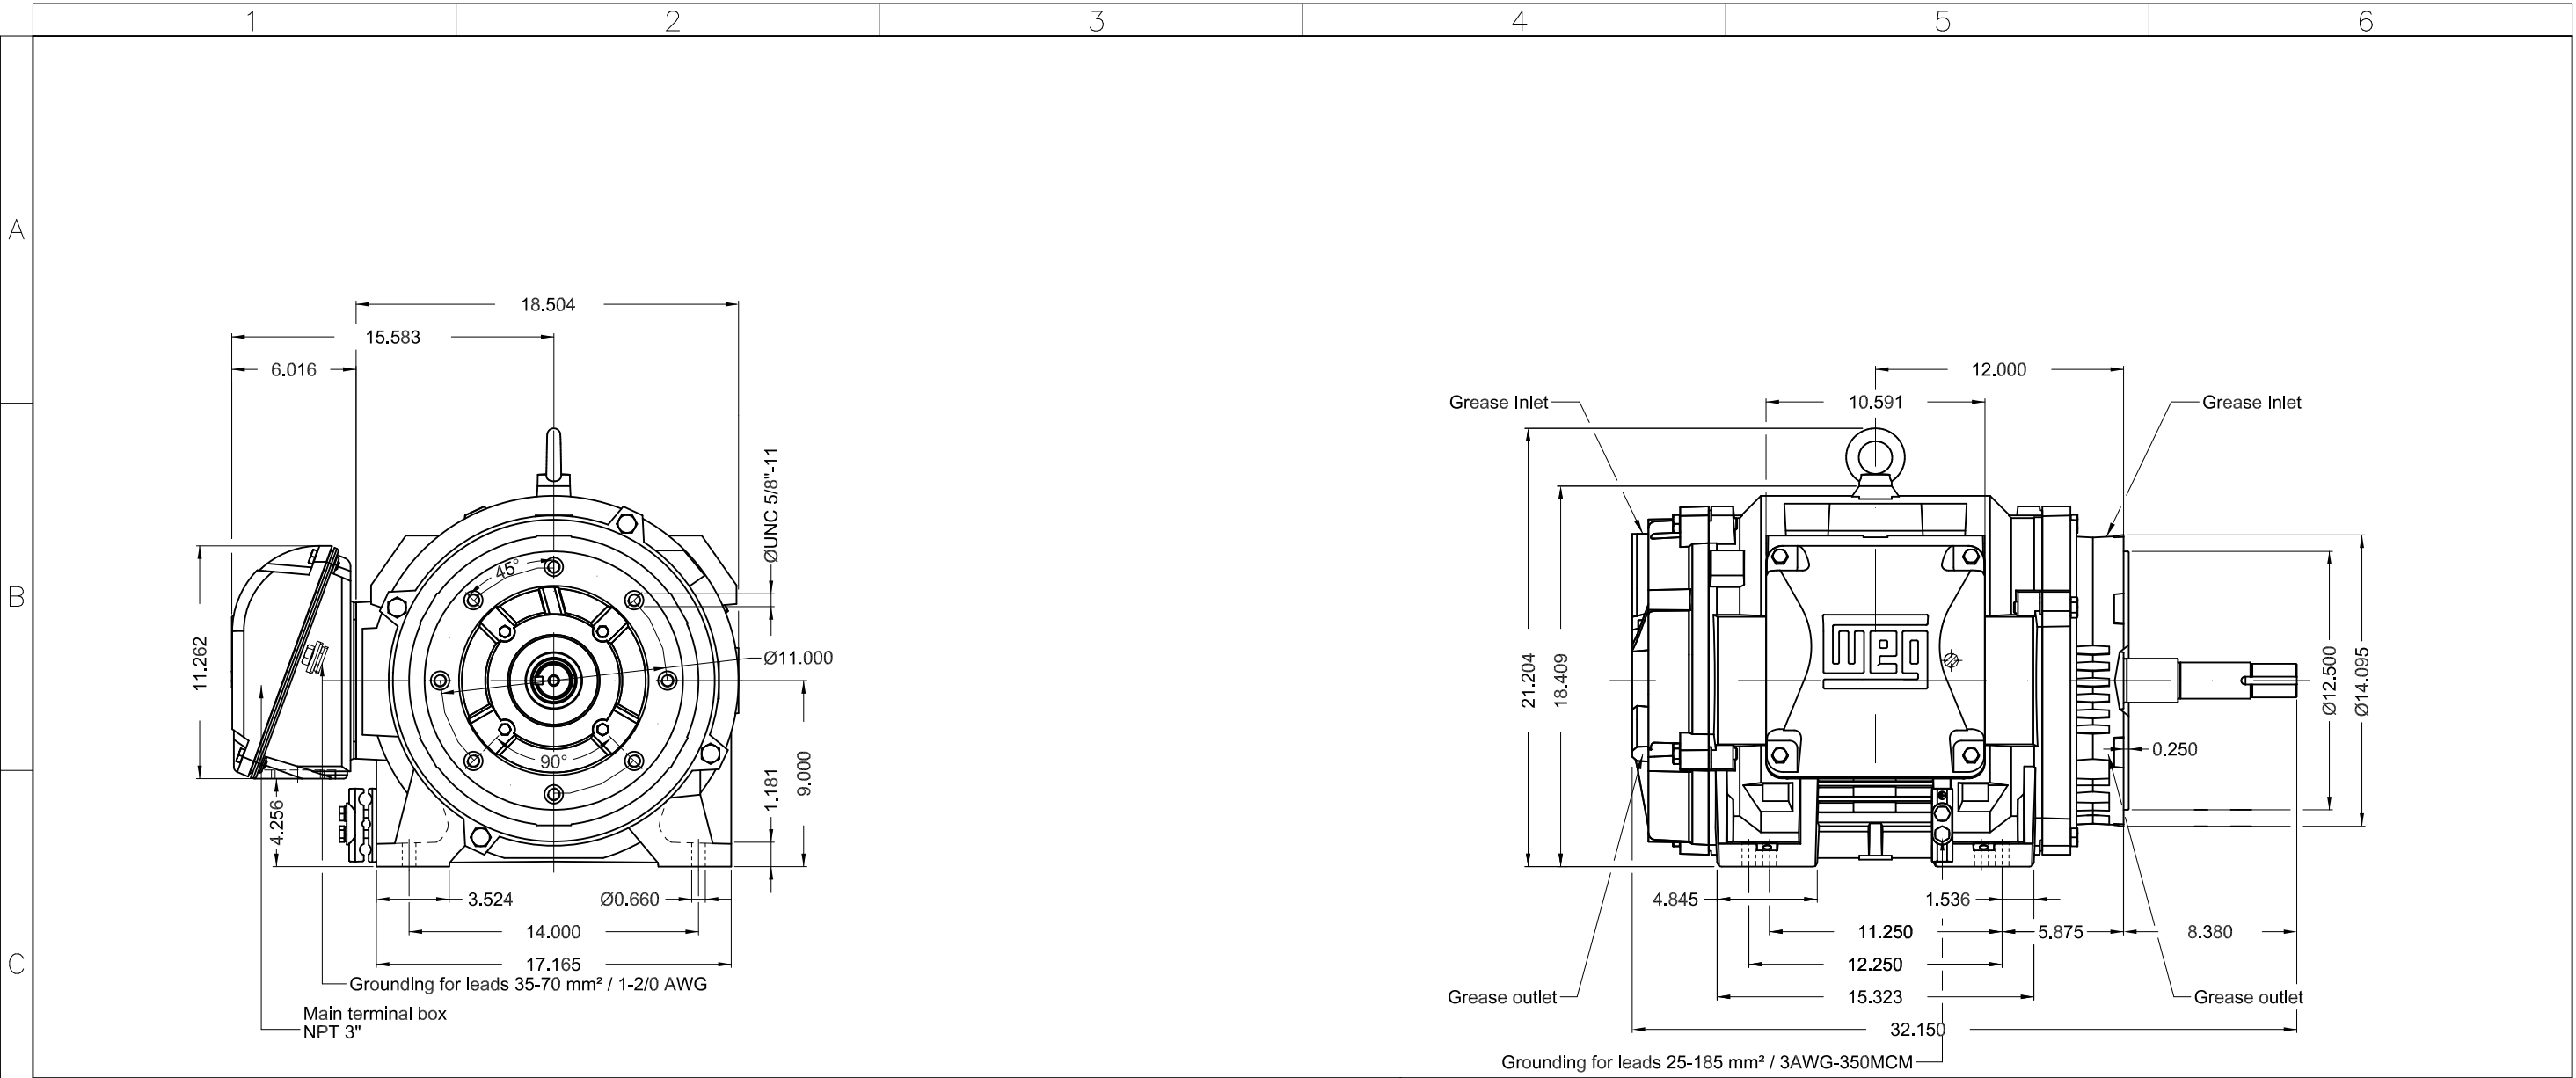 1 2 3 4 5 6
A
B
C
18.504
15.583
6.016
ØUNC 5/8"-11
45°
11.262
Ø11.000
90°
1.181
9.000
4.256
3.524
Ø0.660
14.000
17.165
Grounding for leads 35-70 mm² / 1-2/0 AWG
Main terminal box
NPT 3"
12.000
Grease Inlet
10.591
Grease Inlet
weg
21.204
18.409
Ø12.500
Ø14.095
0.250
4.845
1.536
11.250
5.875
8.380
12.250
Grease outlet
15.323
Grease outlet
32.150
Grounding for leads 25-185 mm² / 3AWG-350MCM